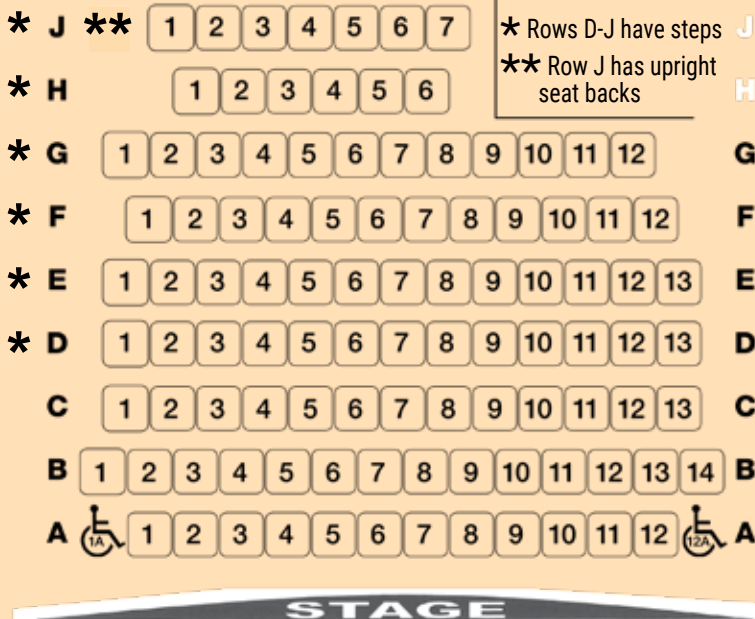 * J ** 1 2 3 4 5 6 7 * Rows D-J have steps J
** Row J has upright
seat backs
* H 1 2 3 4 5 6 H
* G 1 2 3 4 5 6 7 8 9 10 11 12 G
* F 1 2 3 4 5 6 7 8 9 10 11 12 F
* E 1 2 3 4 5 6 7 8 9 10 11 12 13 E
* D 1 2 3 4 5 6 7 8 9 10 11 12 13 D
C 1 2 3 4 5 6 7 8 9 10 11 12 13 C
B 1 2 3 4 5 6 7 8 9 10 11 12 13 14 B
A 1A 1 2 3 4 5 6 7 8 9 10 11 12 12A A
STAGE